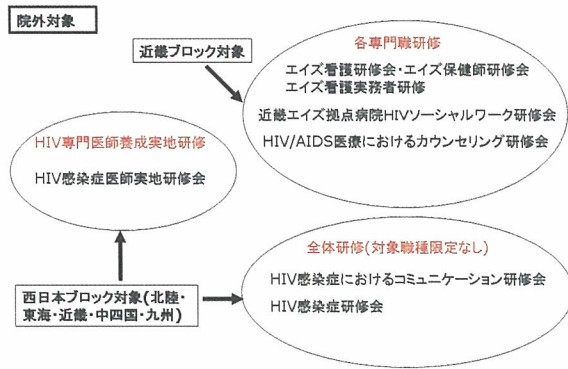 院外対象
近畿ブロック対象
各専門職研修
エイズ看護研修会・エイズ保健師研修会
エイズ看護実務者研修
近畿エイズ拠点病院HIVソーシャルワーク研修会
HIV/AIDS医療におけるカウンセリング研修会
HIV専門医師養成実地研修
HIV感染症医師実地研修会
全体研修(対象職種限定なし)
HIV感染症におけるコミュニケーション研修会
HIV感染症研修会
西日本ブロック対象(北陸・
東海・近畿・中四国・九州)